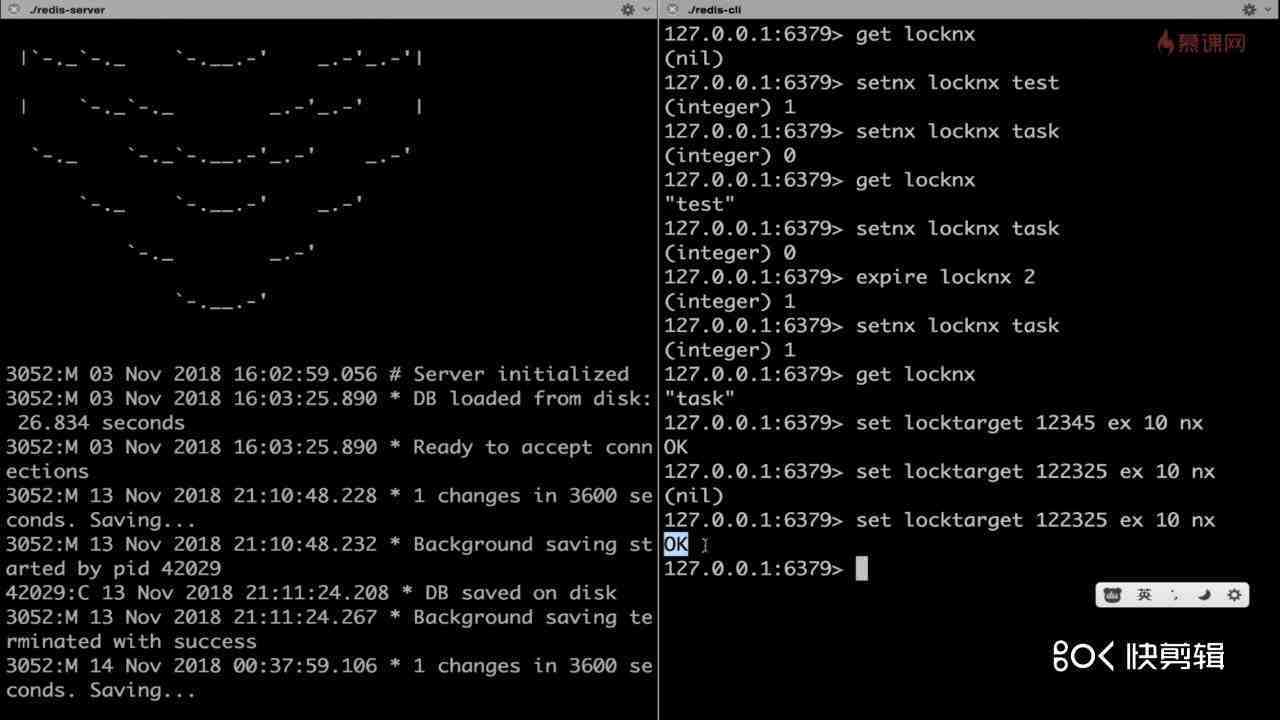 ./redis-server
./redis-cli
|`-._`-._    `-.__.-'    _.-'_.-'|
|    `-._`-._        _.-'_.-'    |
`-._    `-._`-.__.-'_.-'    _.-'
`-._    `-.__.-'    _.-'
`-._        _.-'
`-.__.-'
3052:M 03 Nov 2018 16:02:59.056 # Server initialized
3052:M 03 Nov 2018 16:03:25.890 * DB loaded from disk:
26.834 seconds
3052:M 03 Nov 2018 16:03:25.890 * Ready to accept conn
ections
3052:M 13 Nov 2018 21:10:48.228 * 1 changes in 3600 se
conds. Saving...
3052:M 13 Nov 2018 21:10:48.232 * Background saving st
arted by pid 42029
42029:C 13 Nov 2018 21:11:24.208 * DB saved on disk
3052:M 13 Nov 2018 21:11:24.267 * Background saving te
rminated with success
3052:M 14 Nov 2018 00:37:59.106 * 1 changes in 3600 se
conds. Saving...
127.0.0.1:6379> get locknx
(nil)
127.0.0.1:6379> setnx locknx test
(integer) 1
127.0.0.1:6379> setnx locknx task
(integer) 0
127.0.0.1:6379> get locknx
"test"
127.0.0.1:6379> setnx locknx task
(integer) 0
127.0.0.1:6379> expire locknx 2
(integer) 1
127.0.0.1:6379> setnx locknx task
(integer) 1
127.0.0.1:6379> get locknx
"task"
127.0.0.1:6379> set locktarget 12345 ex 10 nx
OK
127.0.0.1:6379> set locktarget 122325 ex 10 nx
(nil)
127.0.0.1:6379> set locktarget 122325 ex 10 nx
OK
127.0.0.1:6379>
慕课网
英
快剪辑